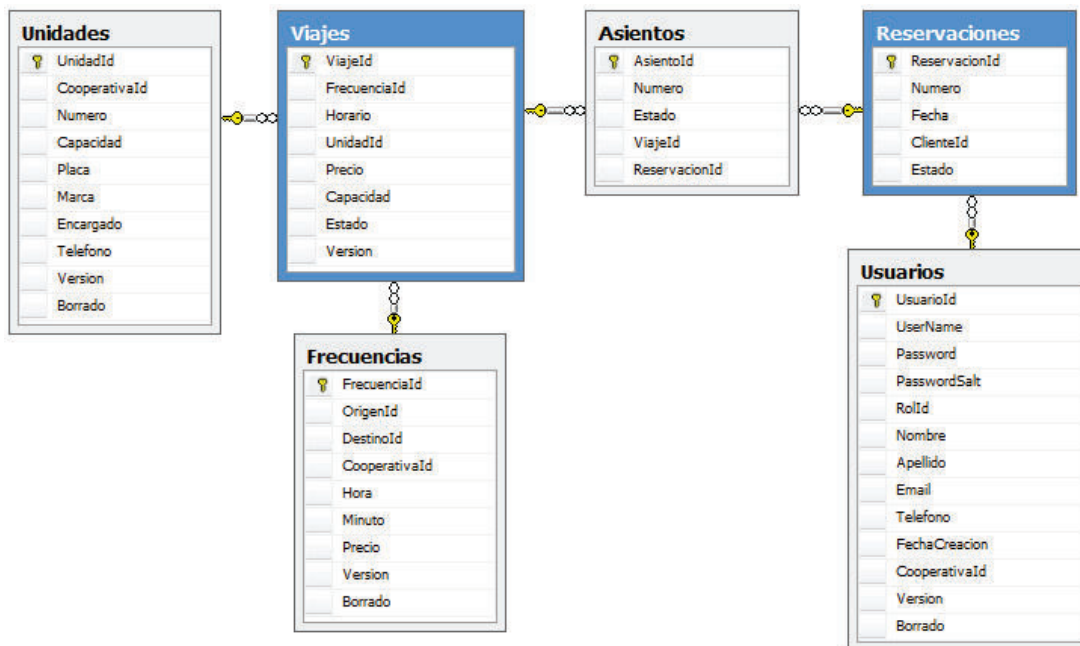 Unidades
UnidadId
CooperativaId
Numero
Capacidad
Placa
Marca
Encargado
Telefono
Version
Borrado
Viajes
ViajeId
FrecuenciaId
Horario
UnidadId
Precio
Capacidad
Estado
Version
Asientos
AsientoId
Numero
Estado
ViajeId
ReservacionId
Reservaciones
ReservacionId
Numero
Fecha
ClienteId
Estado
Frecuencias
FrecuenciaId
OrigenId
DestinoId
CooperativaId
Hora
Minuto
Precio
Version
Borrado
Usuarios
UsuarioId
UserName
Password
PasswordSalt
RolId
Nombre
Apellido
Email
Telefono
FechaCreacion
CooperativaId
Version
Borrado